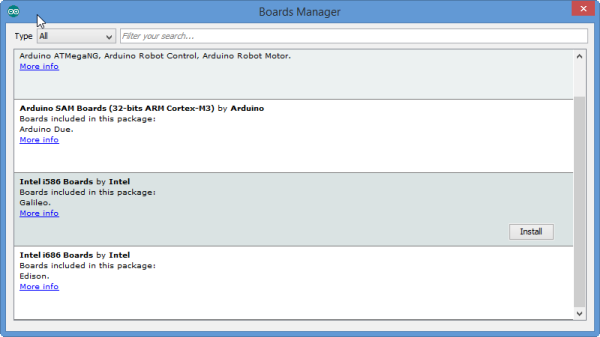 Boards Manager
Type All Filter your search...
Arduino ATMegaNG, Arduino Robot Control, Arduino Robot Motor.
More info
Arduino SAM Boards (32-bits ARM Cortex-M3) by Arduino
Boards included in this package:
Arduino Due.
More info
Intel i586 Boards by Intel
Boards included in this package:
Galileo.
More info
Install
Intel i686 Boards by Intel
Boards included in this package:
Edison.
More info